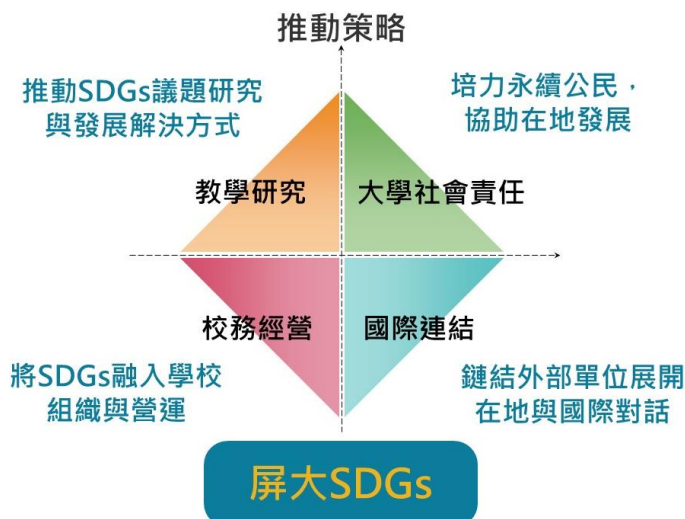 推動策略
推動SDGs議題研究
與發展解決方式
培力永續公民，
協助在地發展
教學研究
大學社會責任
校務經營
國際連結
將SDGs融入學校
組織與營運
鏈結外部單位展開
在地與國際對話
屏大SDGs